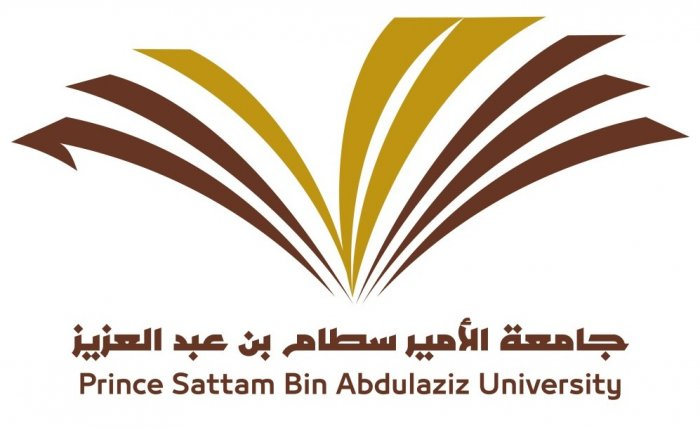 جامعة الأمير سطام بن عبد العزيز
Prince Sattam Bin Abdulaziz University